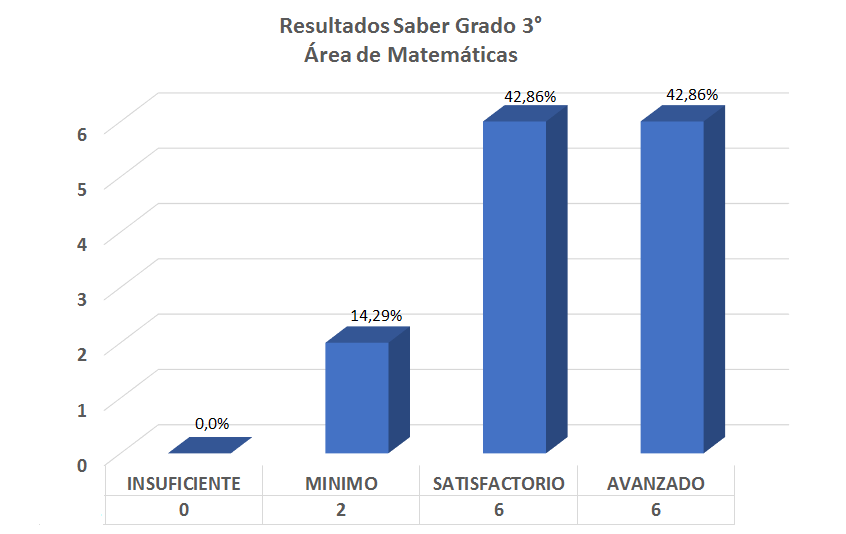 Resultados Saber Grado 3°
Área de Matemáticas
42,86% 42,86%
6
5
4
3
14,29%
2
1
0,0%
0
INSUFICIENTE MINIMO SATISFACTORIO AVANZADO
0 2 6 6